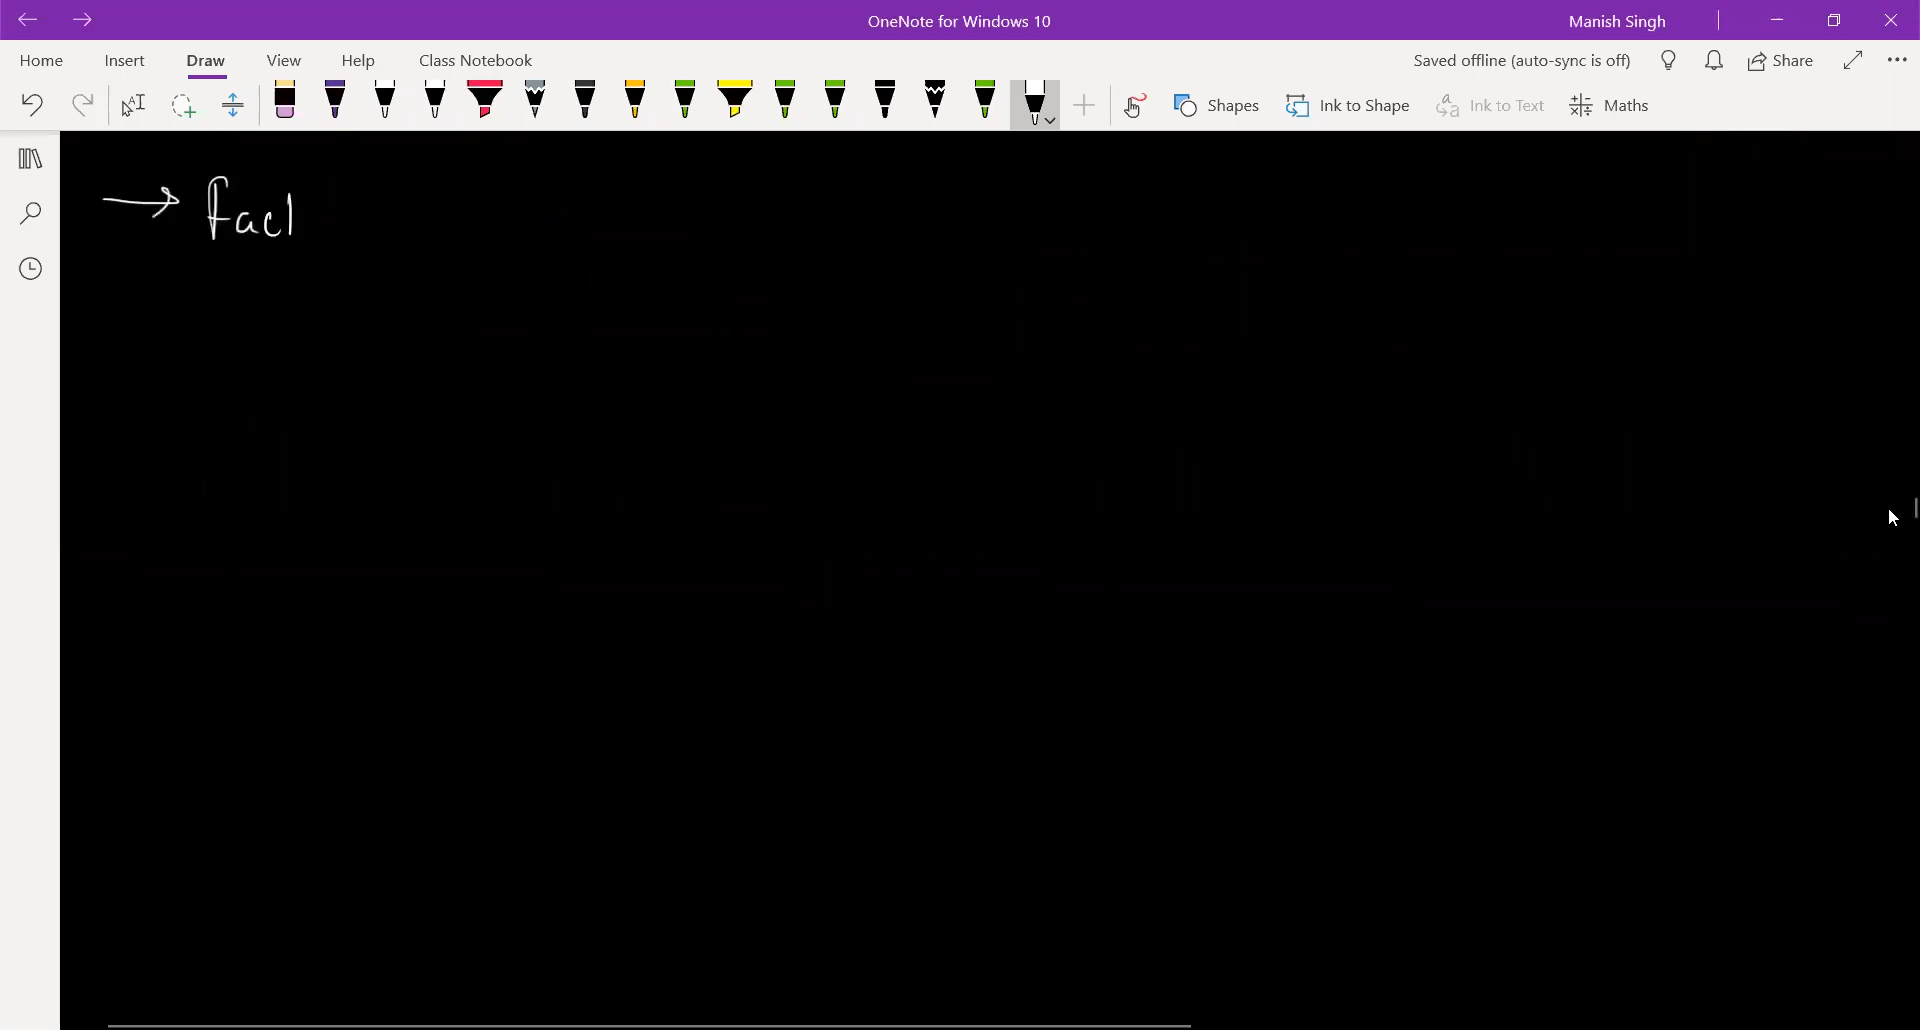 OneNote for Windows 10
Manish Singh
Home Insert Draw View Help Class Notebook
Saved offline (auto-sync is off) Share
Shapes Ink to Shape Ink to Text Maths
→ fac